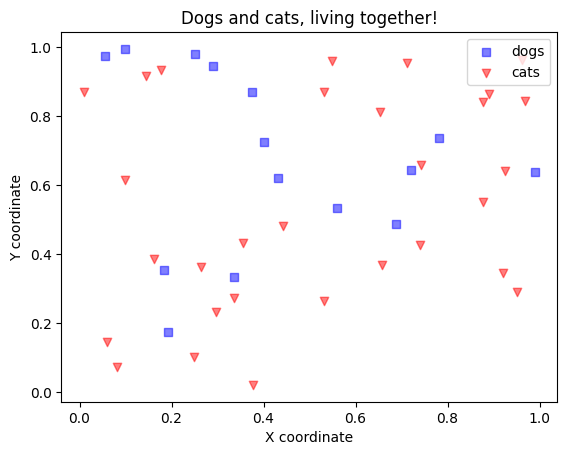 Dogs and cats, living together!
dogs
cats
1.0
0.8
0.6
0.4
0.2
0.0
Y coordinate
0.0 0.2 0.4 0.6 0.8 1.0
X coordinate